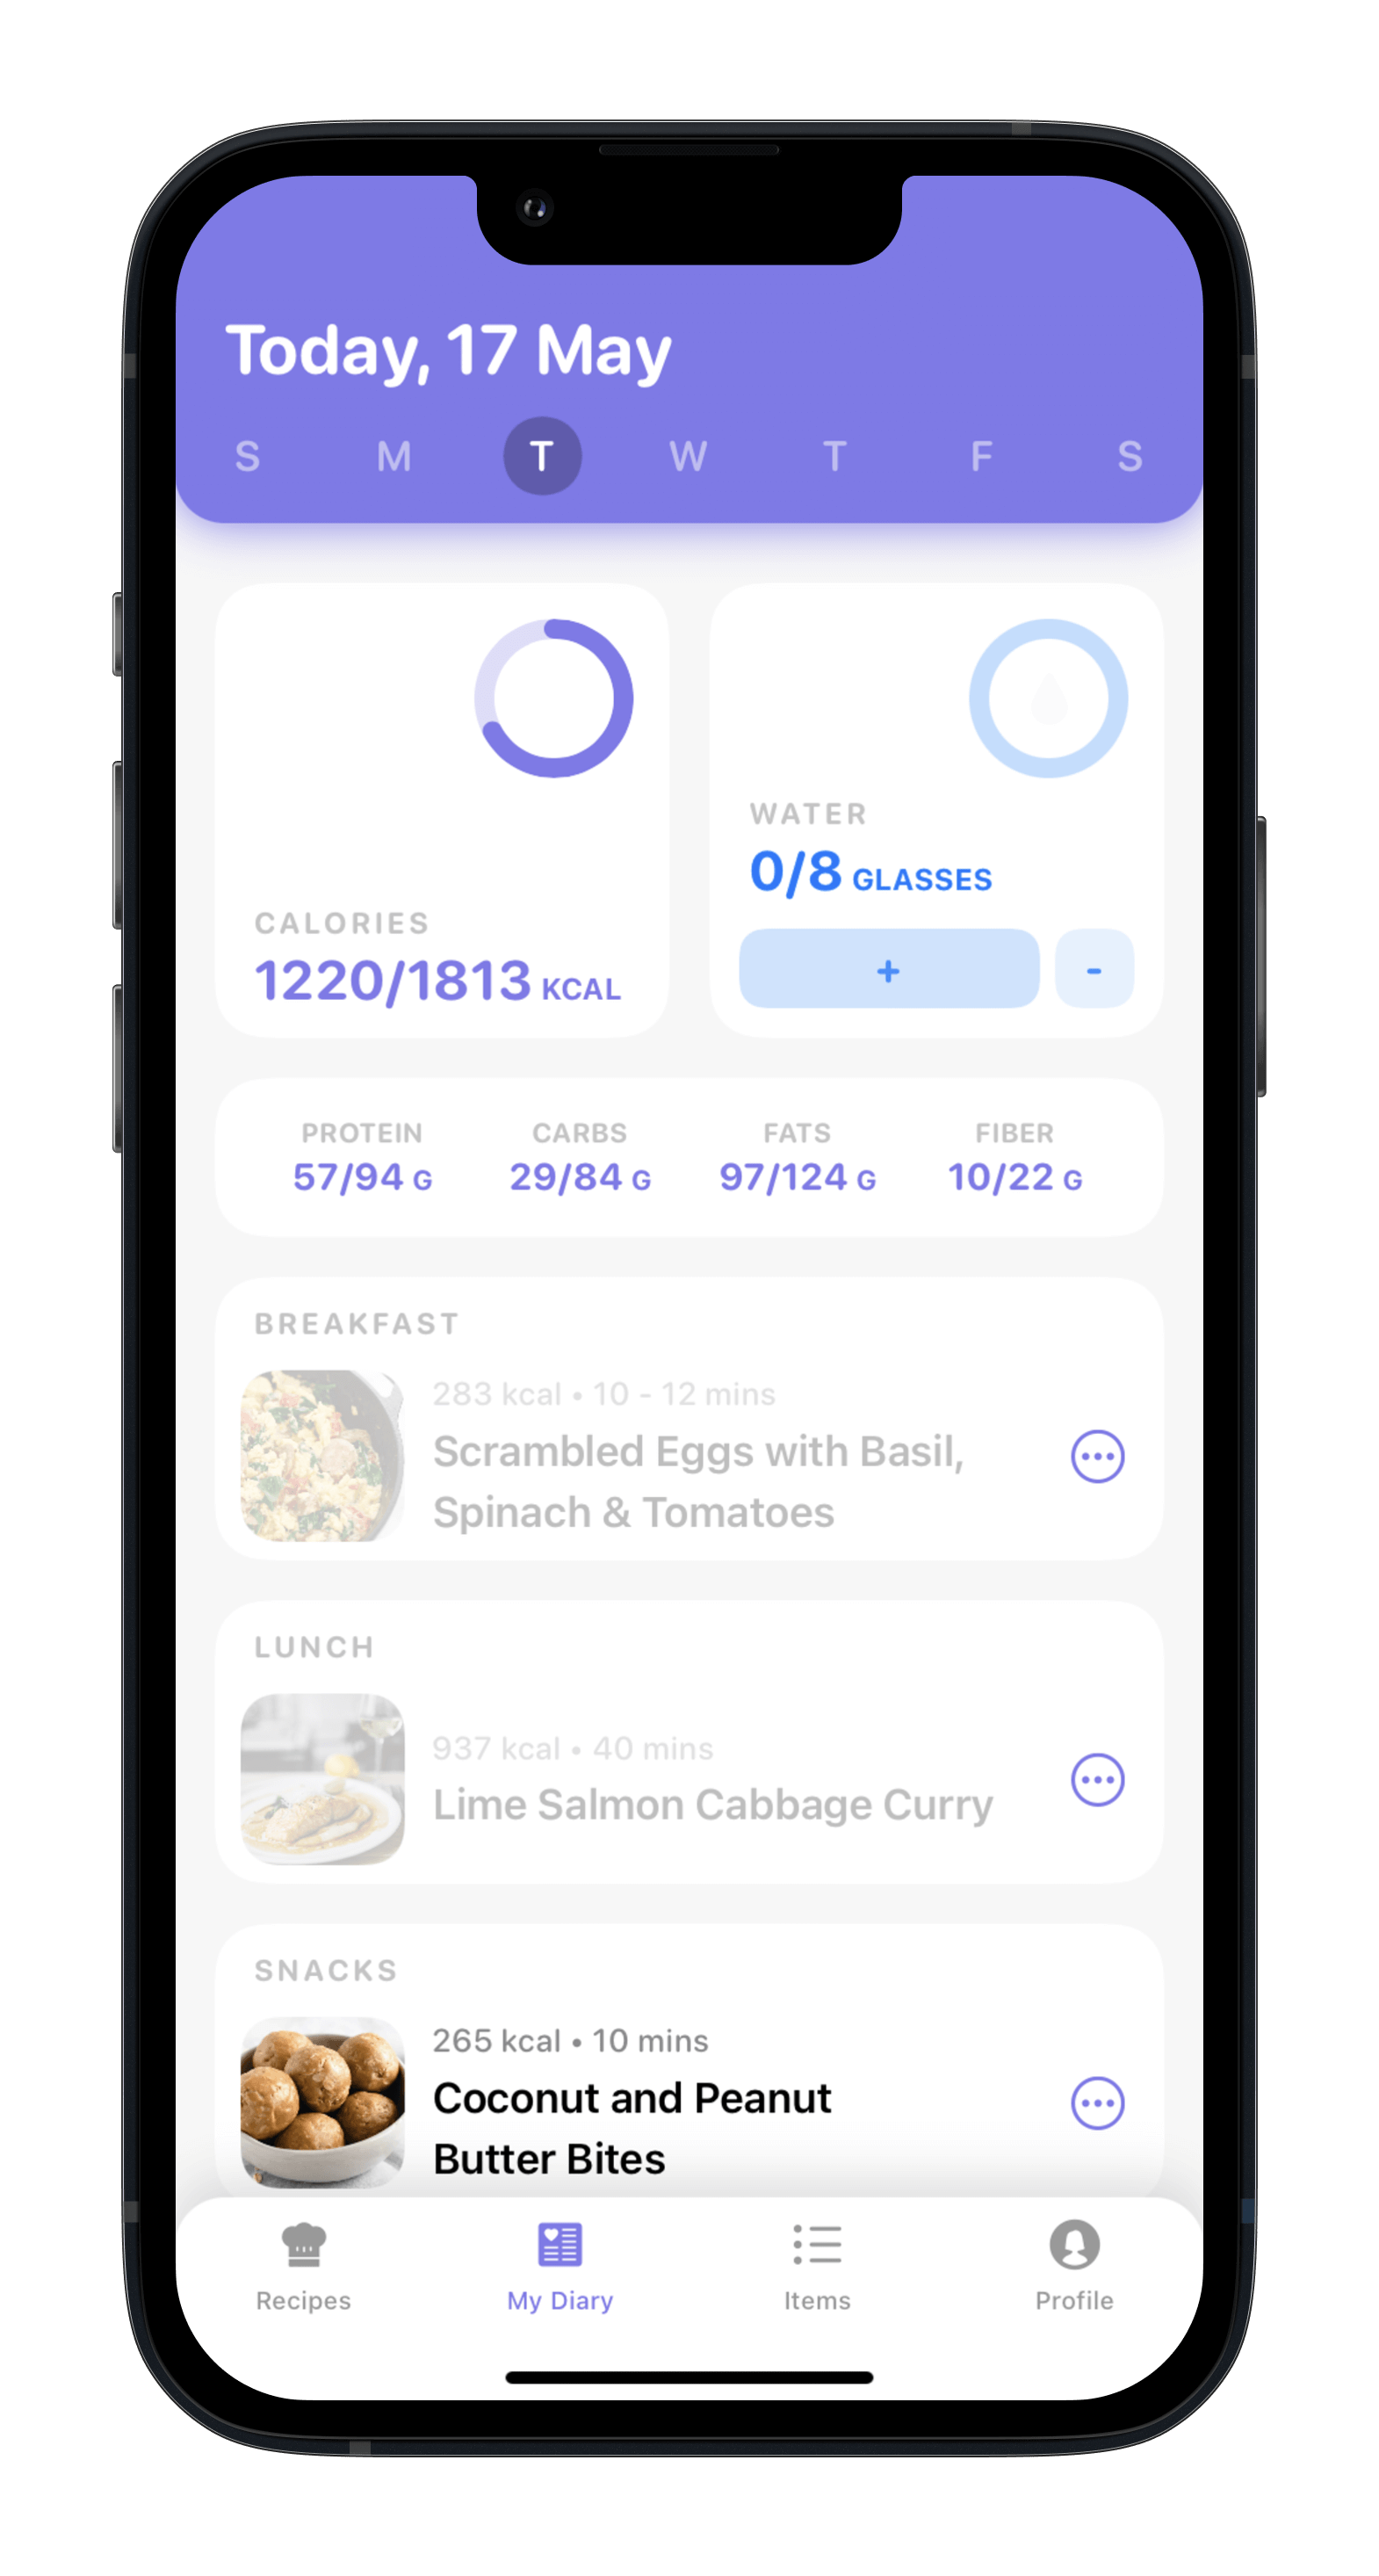 Today, 17 May
S M T W T F S
CALORIES
1220/1813 KCAL
WATER
0/8 GLASSES
+ -
PROTEIN CARBS FATS FIBER
57/94 G 29/84 G 97/124 G 10/22 G
BREAKFAST
283 kcal • 10 - 12 mins
Scrambled Eggs with Basil,
Spinach & Tomatoes
LUNCH
937 kcal • 40 mins
Lime Salmon Cabbage Curry
SNACKS
265 kcal • 10 mins
Coconut and Peanut
Butter Bites
Recipes My Diary Items Profile